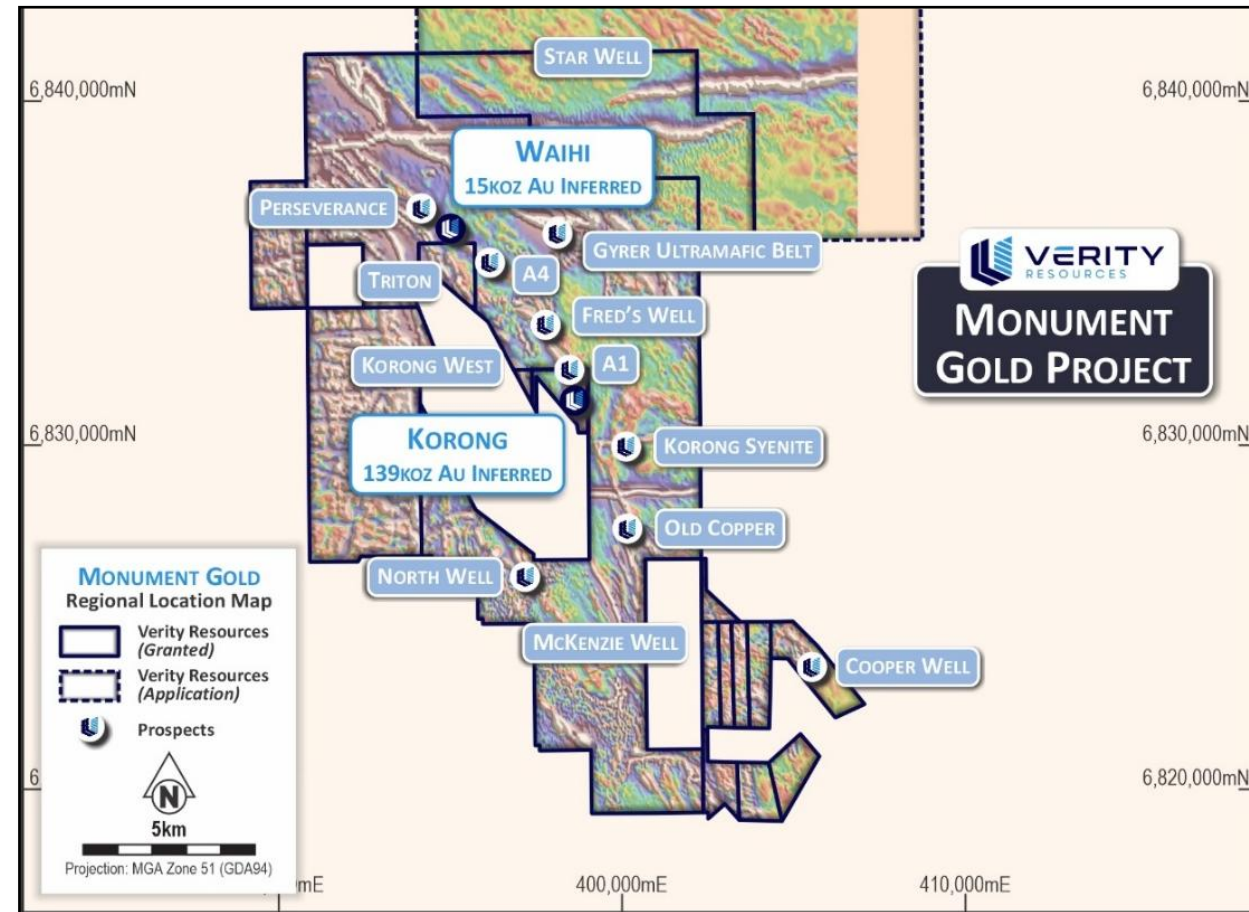 STAR WELL
6,840,000mN
6,840,000mN
WAIHI
15KOZ AU INFERRED
PERSEVERANCE
GYRER ULTRAMAFIC BELT
TRITON
A4
VERITY
RESOURCES
MONUMENT
GOLD PROJECT
FRED'S WELL
KORONG WEST
A1
6,830,000mN
6,830,000mN
KORONG
139KOZ AU INFERRED
KORONG SYENITE
OLD COPPER
NORTH WELL
MCKENZIE WELL
COOPER WELL
MONUMENT GOLD
Regional Location Map
Verity Resources
(Granted)
Verity Resources
(Application)
Prospects
N
5km
Projection: MGA Zone 51 (GDA94)
6
6,820,000mN
mE
400,000mE
410,000mE